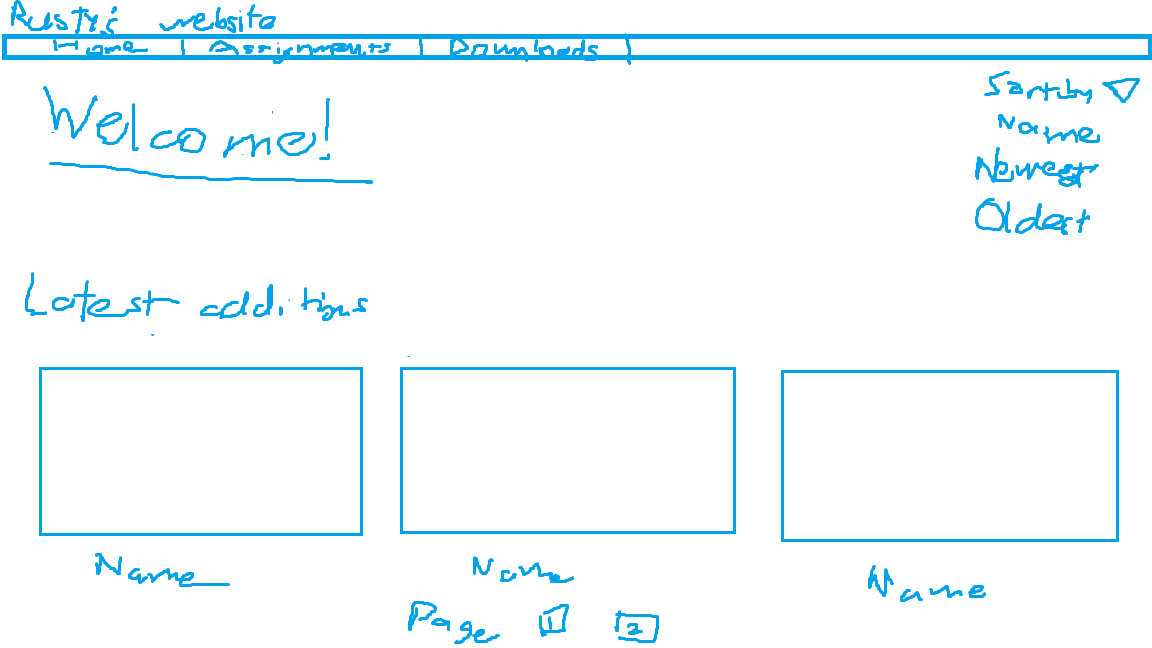 Rusty's website
Home | Assignments | Downloads |
Welcome!
Sort by
Name
Newest
Oldest
Latest additions
Name Name Name
Page 1 2